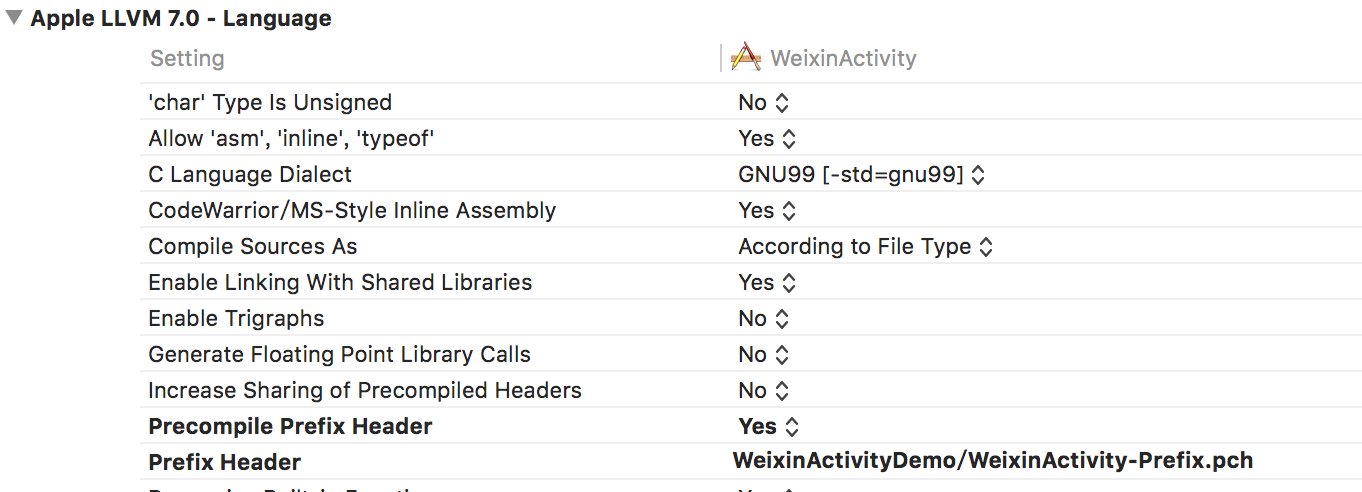 Apple LLVM 7.0 - Language
Setting WeixinActivity
'char' Type Is Unsigned No
Allow 'asm', 'inline', 'typeof' Yes
C Language Dialect GNU99 [-std=gnu99]
CodeWarrior/MS-Style Inline Assembly Yes
Compile Sources As According to File Type
Enable Linking With Shared Libraries Yes
Enable Trigraphs No
Generate Floating Point Library Calls No
Increase Sharing of Precompiled Headers No
Precompile Prefix Header Yes
Prefix Header WeixinActivityDemo/WeixinActivity-Prefix.pch